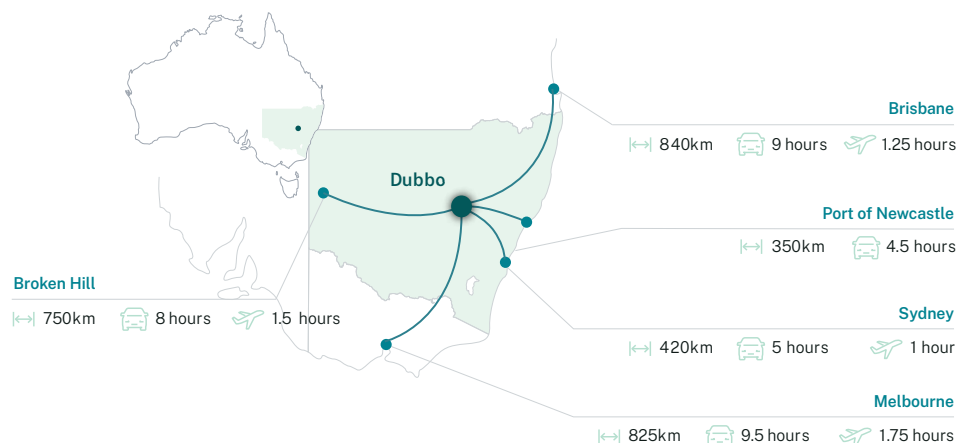 Brisbane
840km 9 hours 1.25 hours
Dubbo
Port of Newcastle
350km 4.5 hours
Broken Hill
750km 8 hours 1.5 hours
Sydney
420km 5 hours 1 hour
Melbourne
825km 9.5 hours 1.75 hours